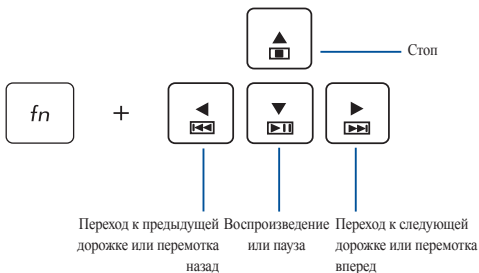 Стоп
fn +
Переход к предыдущей
дорожке или перемотка
назад
Воспроизведение
или пауза
Переход к следующей
дорожке или перемотка
вперед